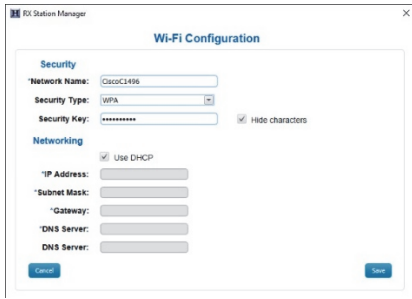 RX Station Manager
Wi-Fi Configuration
Security
*Network Name: CiscoC1496
Security Type: WPA
Security Key: •••••••••• Hide characters
Networking
Use DHCP
*IP Address:
*Subnet Mask:
*Gateway:
*DNS Server:
DNS Server:
Cancel Save